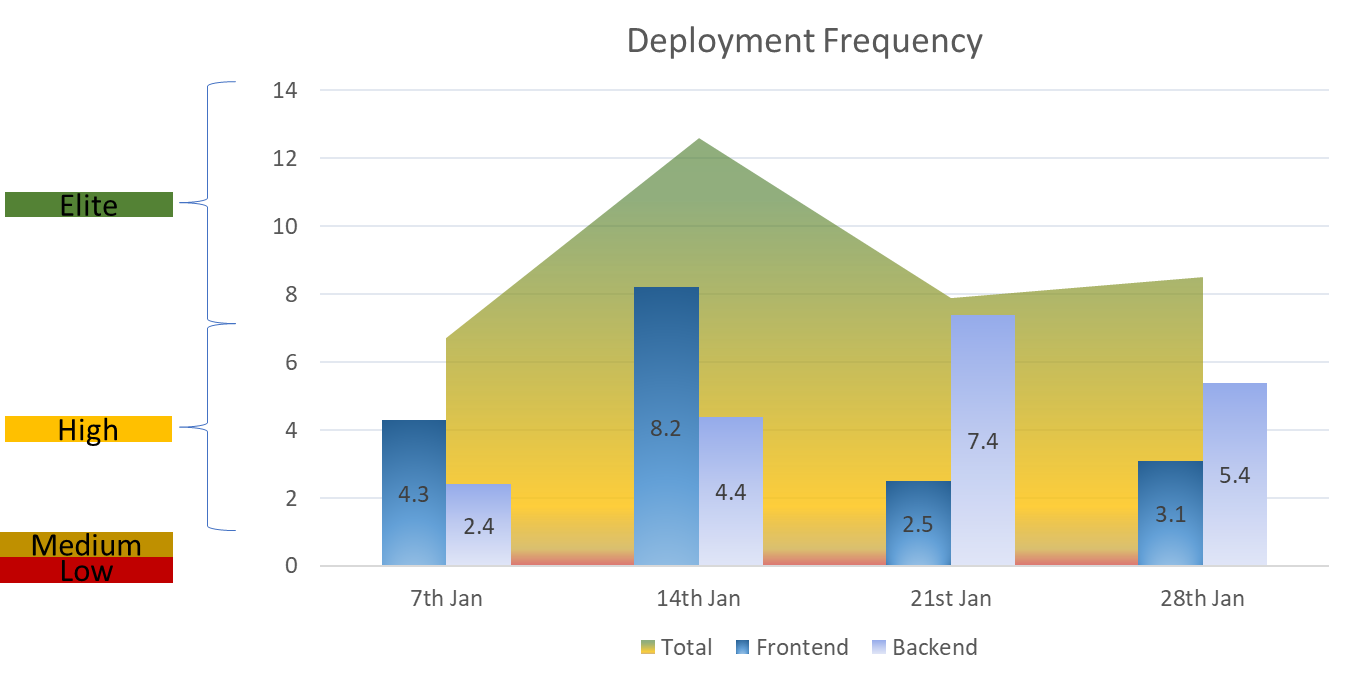 Deployment Frequency
14
12
10
8
6
4
2
0
Elite
High
Medium
Low
4.3
2.4
8.2
4.4
2.5
7.4
3.1
5.4
7th Jan
14th Jan
21st Jan
28th Jan
Total
Frontend
Backend